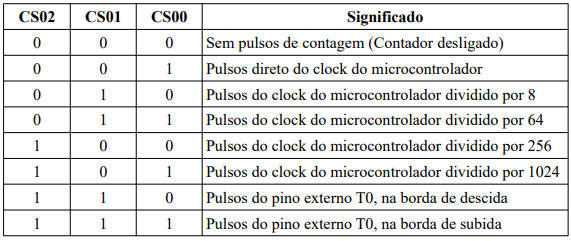 CS02 CS01 CS00 Significado
0 0 0 Sem pulsos de contagem (Contador desligado)
0 0 1 Pulsos direto do clock do microcontrolador
0 1 0 Pulsos do clock do microcontrolador dividido por 8
0 1 1 Pulsos do clock do microcontrolador dividido por 64
1 0 0 Pulsos do clock do microcontrolador dividido por 256
1 0 1 Pulsos do clock do microcontrolador dividido por 1024
1 1 0 Pulsos do pino externo T0, na borda de descida
1 1 1 Pulsos do pino externo T0, na borda de subida